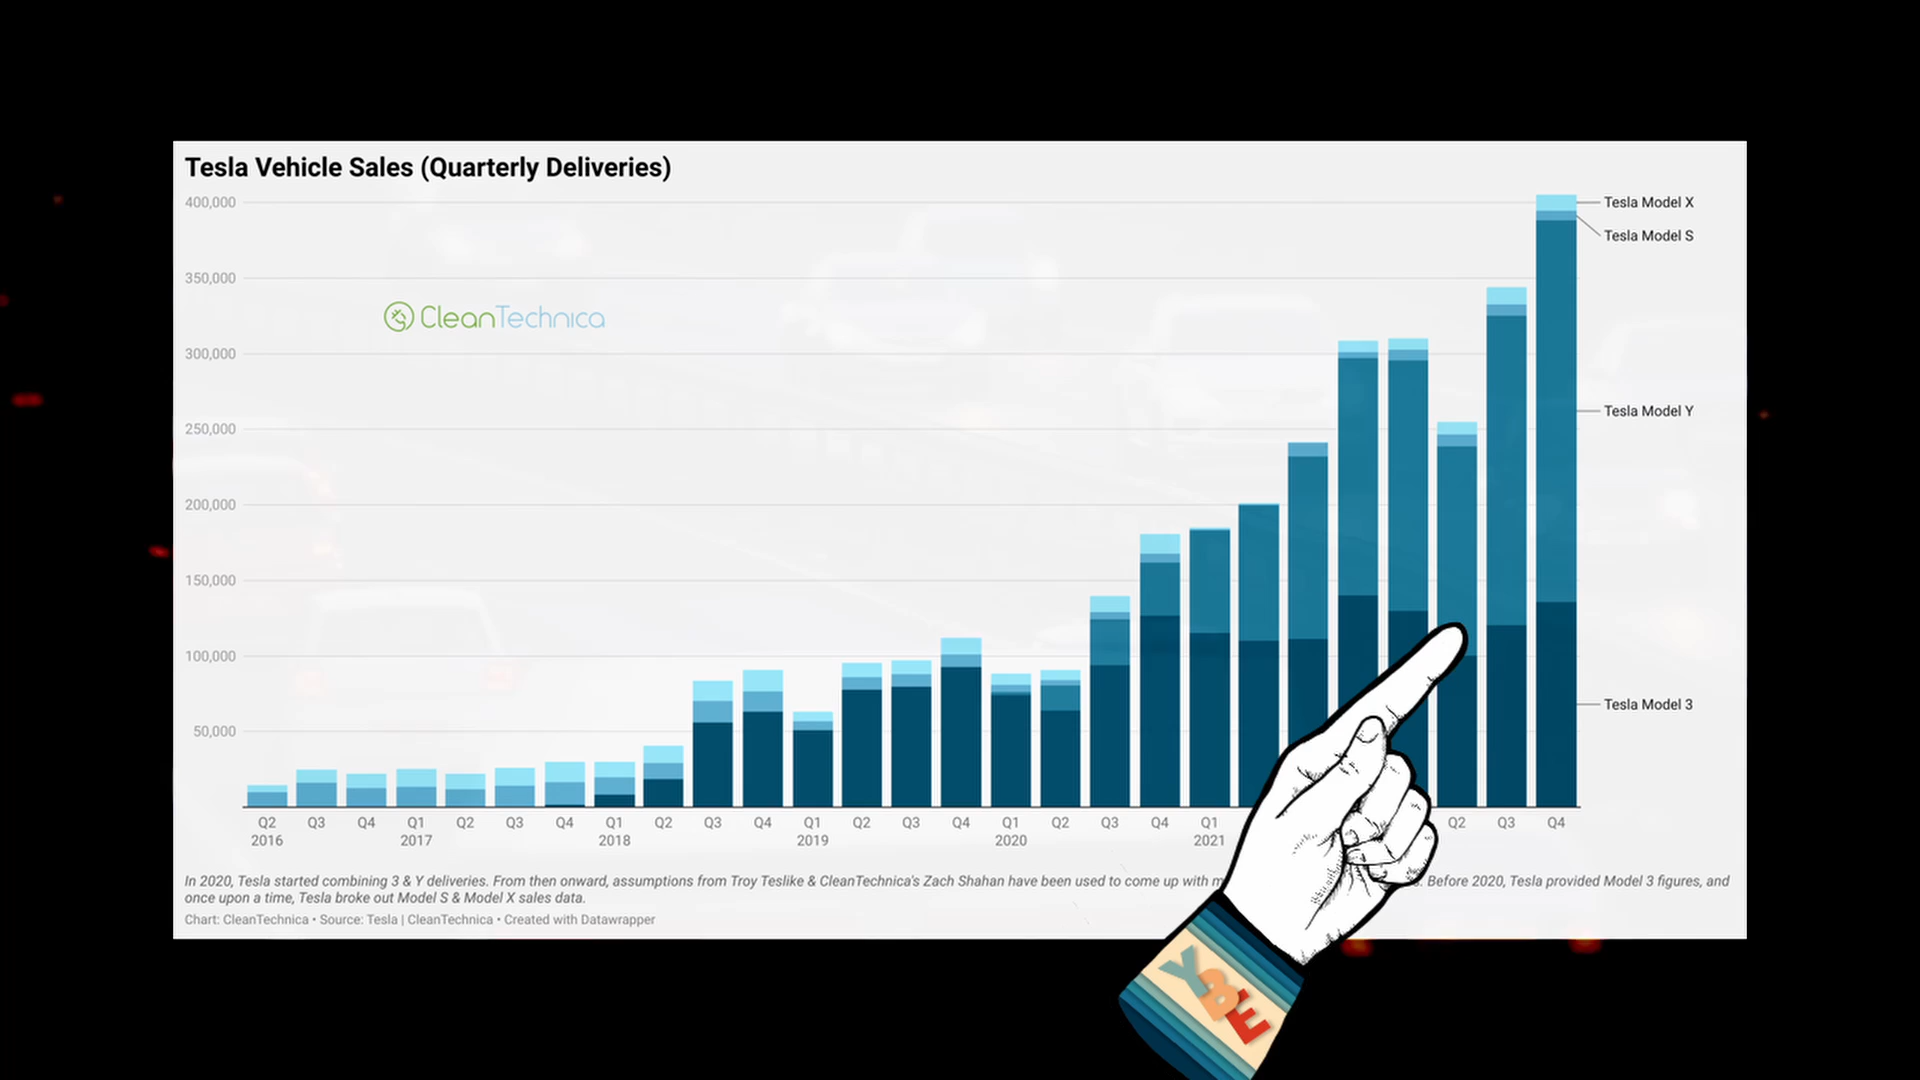 Tesla Vehicle Sales (Quarterly Deliveries)
400,000
350,000
300,000
250,000
200,000
150,000
100,000
50,000
CleanTechnica
Tesla Model X
Tesla Model S
Tesla Model Y
Tesla Model 3
Q2 Q3 Q4 Q1 Q2 Q3 Q4 Q1 Q2 Q3 Q4 Q1 Q2 Q3 Q4 Q1 Q2 Q3 Q4 Q1 Q2 Q3 Q4
2016 2017 2018 2019 2020 2021
In 2020, Tesla started combining 3 & Y deliveries. From then onward, assumptions from Troy Teslike & CleanTechnica's Zach Shahan have been used to come up with Before 2020, Tesla provided Model 3 figures, and
once upon a time, Tesla broke out Model S & Model X sales data.
Chart: CleanTechnica • Source: Tesla | CleanTechnica • Created with Datawrapper
YBE